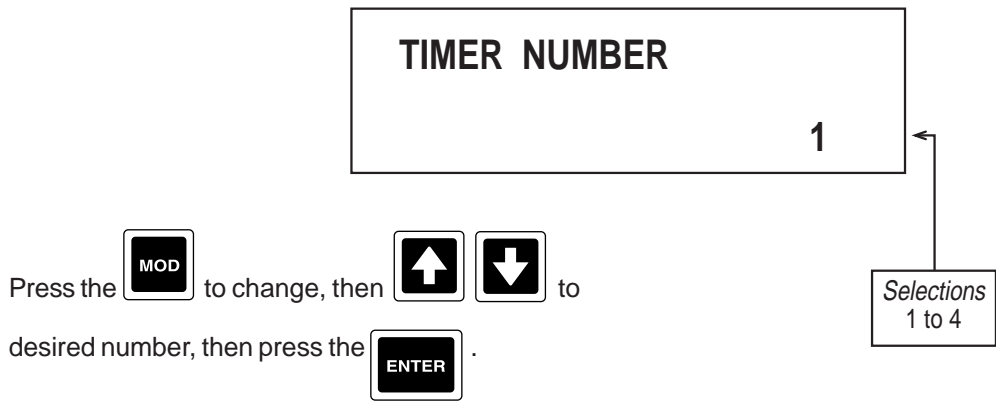 TIMER NUMBER
1
Press the MOD to change, then to
desired number, then press the ENTER .
Selections
1 to 4